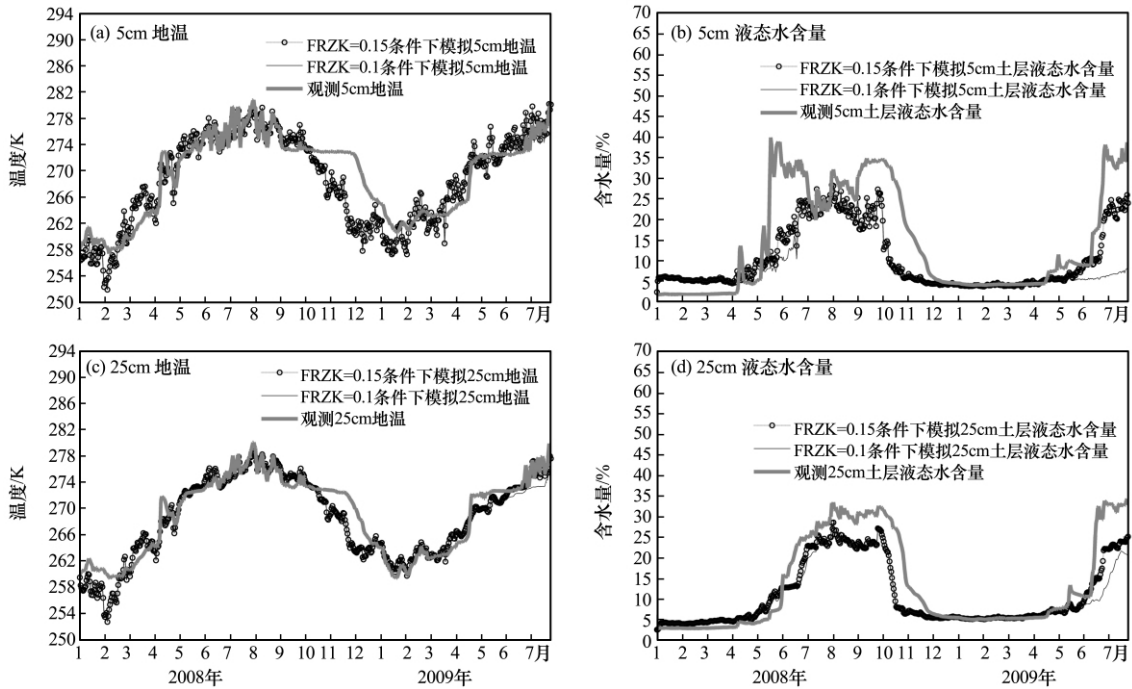 (a) 5cm 地温
FRZK=0.15条件下模拟5cm地温
FRZK=0.1条件下模拟5cm地温
观测5cm地温
温度/K
294
290
286
282
278
274
270
266
262
258
254
250
1 2 3 4 5 6 7 8 9 10 11 12 1 2 3 4 5 6 7月
(b) 5cm 液态水含量
FRZK=0.15条件下模拟5cm土层液态水含量
FRZK=0.1条件下模拟5cm土层液态水含量
观测5cm土层液态水含量
含水量/%
70
65
60
55
50
45
40
35
30
25
20
15
10
5
0
1 2 3 4 5 6 7 8 9 10 11 12 1 2 3 4 5 6 7月
(c) 25cm 地温
FRZK=0.15条件下模拟25cm地温
FRZK=0.1条件下模拟25cm地温
观测25cm地温
温度/K
294
290
286
282
278
274
270
266
262
258
254
250
1 2 3 4 5 6 7 8 9 10 11 12 1 2 3 4 5 6 7月
2008年 2009年
(d) 25cm 液态水含量
FRZK=0.15条件下模拟25cm土层液态水含量
FRZK=0.1条件下模拟25cm土层液态水含量
观测25cm土层液态水含量
含水量/%
70
65
60
55
50
45
40
35
30
25
20
15
10
5
0
1 2 3 4 5 6 7 8 9 10 11 12 1 2 3 4 5 6 7月
2008年 2009年